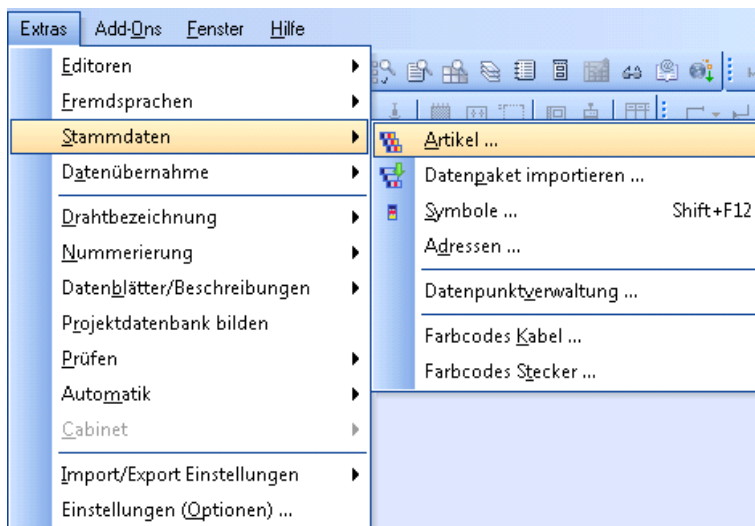 Extras Add-Ons Fenster Hilfe
Editoren
Fremdsprachen
Stammdaten
Datenübernahme
Drahtbezeichnung
Nummerierung
Datenblätter/Beschreibungen
Projektdatenbank bilden
Prüfen
Automatik
Cabinet
Import/Export Einstellungen
Einstellungen (Optionen) ...
Artikel ...
Datenpaket importieren ...
Symbole ... Shift+F12
Adressen ...
Datenpunktverwaltung ...
Farbcodes Kabel ...
Farbcodes Stecker ...